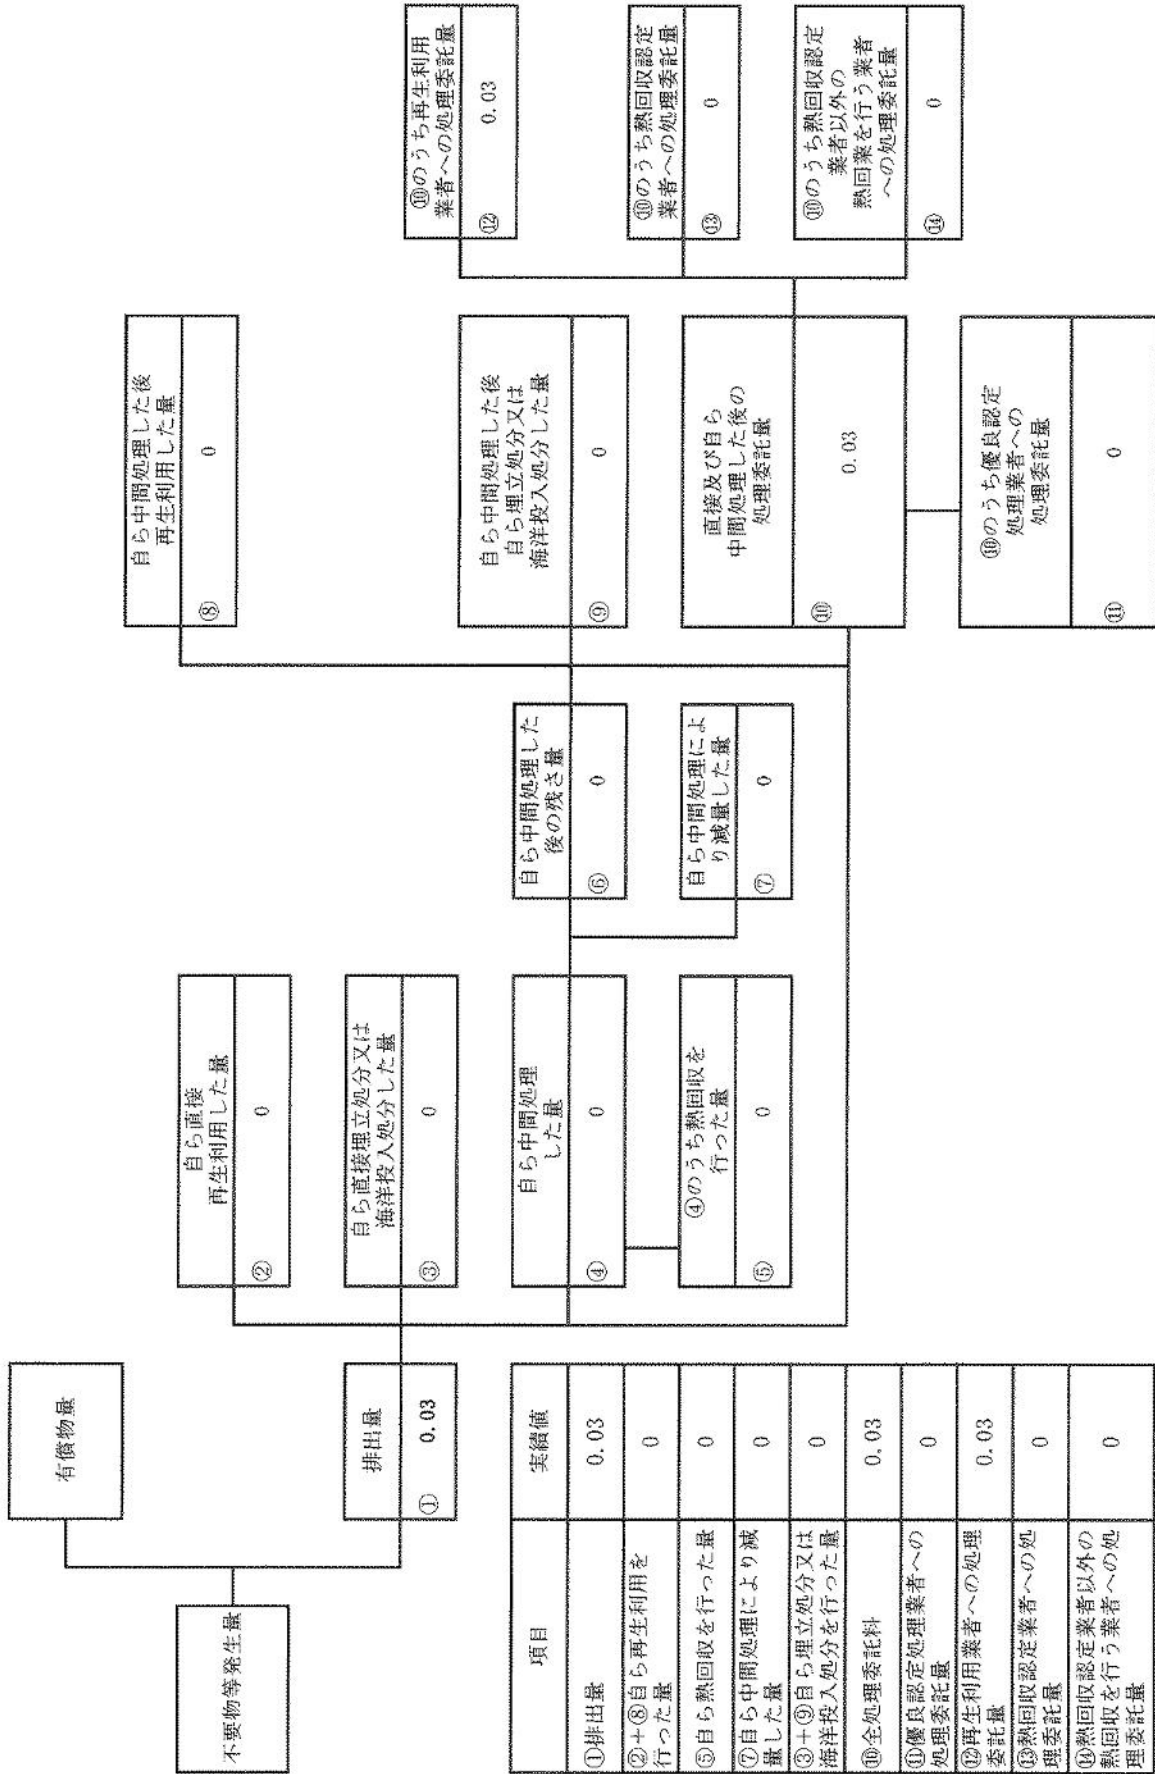 不要物等発生量
有償物量
排出量
① 0.03
自ら直接
再生利用した量
② 0
自ら直接埋立処分又は
海洋投入処分した量
③ 0
自ら中間処理
した量
④ 0
④のうち熱回収を
行った量
⑤ 0
自ら中間処理した
後の残さ量
⑥ 0
自ら中間処理によ
り減量した量
⑦ 0
自ら中間処理した後
再生利用した量
⑧ 0
自ら中間処理した後
自ら埋立処分又は
海洋投入処分した量
⑨ 0
直接及び自ら
中間処理した後の
処理委託量
⑩ 0.03
⑩のうち優良認定
処理業者への
処理委託量
⑪ 0
⑩のうち再生利用
業者への処理委託量
⑫ 0.03
⑩のうち熱回収認定
業者への処理委託量
⑬ 0
⑩のうち熱回収認定
業者以外の
熱回業を行う業者
への処理委託量
⑭ 0
項目 実績値
①排出量 0.03
②+⑧自ら再生利用を
行った量 0
⑤自ら熱回収を行った量 0
⑦自ら中間処理により減
量した量 0
③+⑨自ら埋立処分又は
海洋投入処分を行った量 0
⑩全処理委託料 0.03
⑪優良認定処理業者への
処理委託量 0
⑫再生利用業者への処理
委託量 0.03
⑬熱回収認定業者への処
理委託量 0
⑭熱回収認定業者以外の
熱回収を行う業者への処
理委託量 0